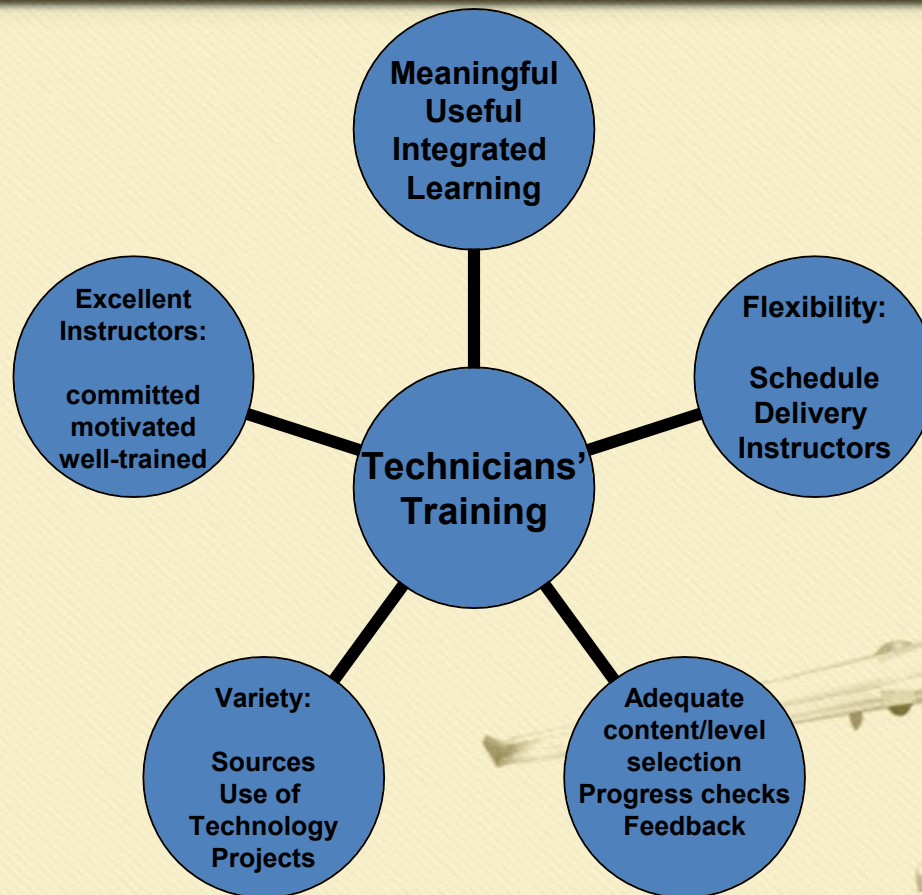 Meaningful
Useful
Integrated
Learning
Excellent
Instructors:
committed
motivated
well-trained
Flexibility:
Schedule
Delivery
Instructors
Technicians’
Training
Variety:
Sources
Use of
Technology
Projects
Adequate
content/level
selection
Progress checks
Feedback